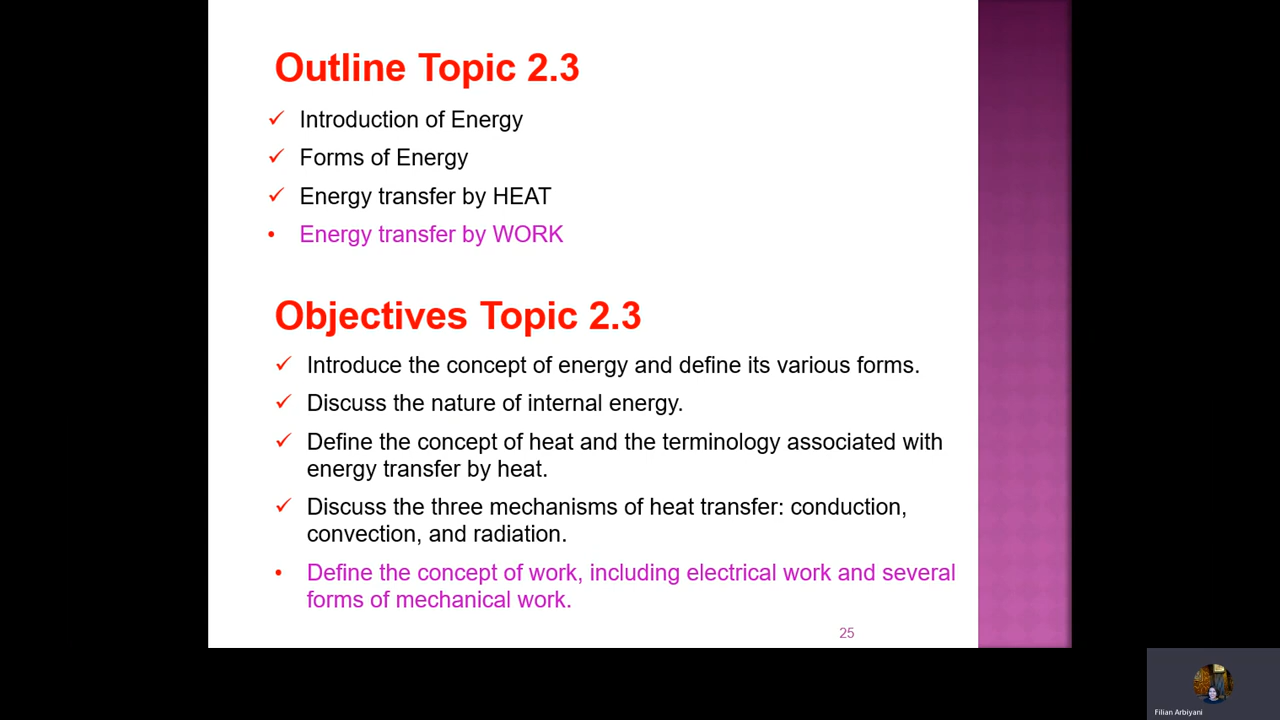 Outline Topic 2.3
✓ Introduction of Energy
✓ Forms of Energy
✓ Energy transfer by HEAT
• Energy transfer by WORK
Objectives Topic 2.3
✓ Introduce the concept of energy and define its various forms.
✓ Discuss the nature of internal energy.
✓ Define the concept of heat and the terminology associated with
energy transfer by heat.
✓ Discuss the three mechanisms of heat transfer: conduction,
convection, and radiation.
• Define the concept of work, including electrical work and several
forms of mechanical work.
25
Filian Arbiyani